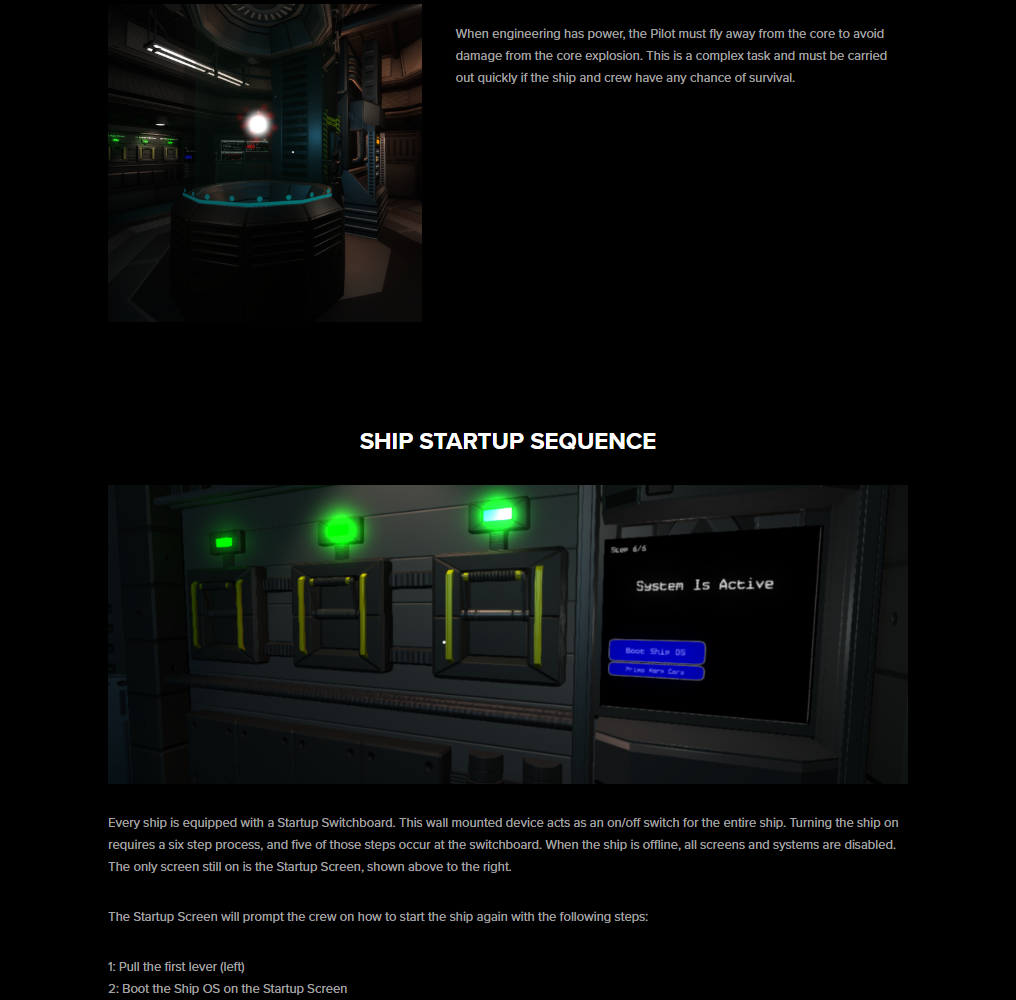 When engineering has power, the Pilot must fly away from the core to avoid
damage from the core explosion. This is a complex task and must be carried
out quickly if the ship and crew have any chance of survival.
SHIP STARTUP SEQUENCE
Step 6/6
System Is Active
Boot Ship OS
Prime Warp Core
Every ship is equipped with a Startup Switchboard. This wall mounted device acts as an on/off switch for the entire ship. Turning the ship on
requires a six step process, and five of those steps occur at the switchboard. When the ship is offline, all screens and systems are disabled.
The only screen still on is the Startup Screen, shown above to the right.
The Startup Screen will prompt the crew on how to start the ship again with the following steps:
1: Pull the first lever (left)
2: Boot the Ship OS on the Startup Screen